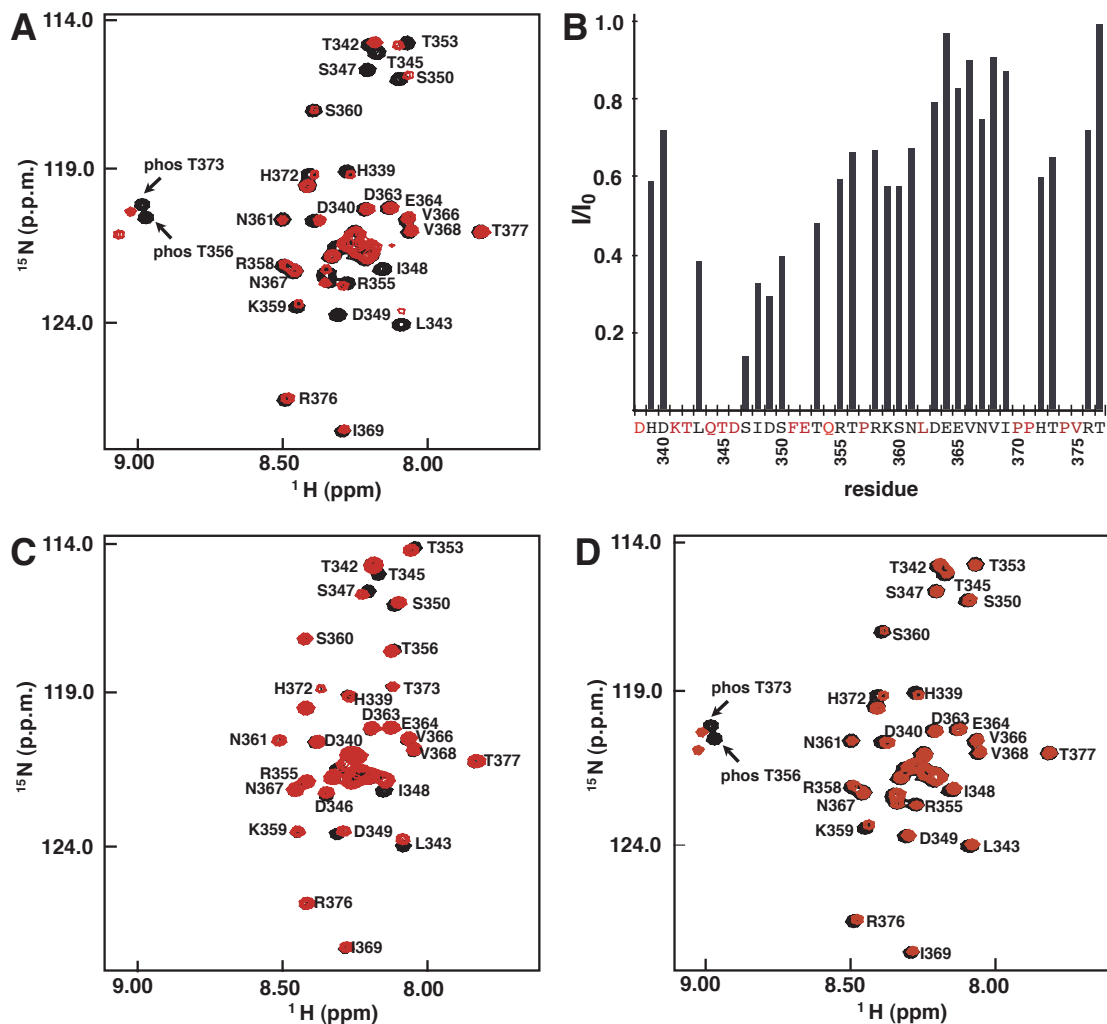 A
114.0
119.0
124.0
15 N (p.p.m.)
T342
T353
T345
S347
S350
S360
phos T373
H372
H339
D363
E364
D340
N361
V366
V368
T377
phos T356
R358
I348
N367
R355
K359
D349
L343
R376
I369
9.00
8.50
8.00
1 H (ppm)
B
1.0
0.8
0.6
0.4
0.2
I/I0
DHDKTLQTDSIDSFETQRTPRKSNLDEEVNVIPPHTPVRT
340
345
350
355
360
365
370
375
residue
C
114.0
119.0
124.0
15 N (p.p.m.)
T353
T342
T345
S347
S350
S360
T356
H372
T373
H339
D363
E364
N361
D340
V366
V368
T377
R355
N367
I348
D346
K359
D349
L343
R376
I369
9.00
8.50
8.00
1 H (ppm)
D
114.0
119.0
124.0
15 N (p.p.m.)
T342
T353
T345
S347
S350
S360
phos T373
H372
H339
D363
E364
D340
N361
V366
V368
T377
phos T356
R358
I348
N367
R355
K359
D349
L343
R376
I369
9.00
8.50
8.00
1 H (ppm)